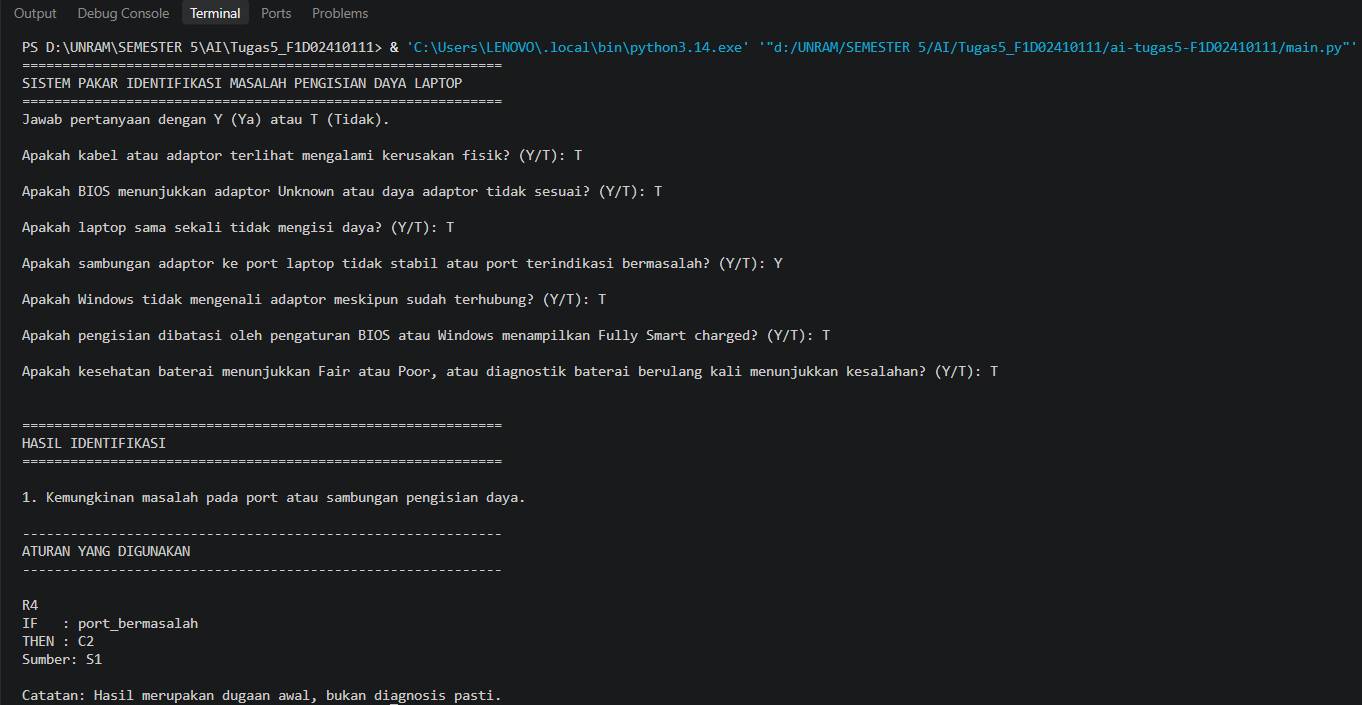 Output Debug Console Terminal Ports Problems
PS D:\UNRAM\SEMESTER 5\AI\Tugas5_F1D02410111> & 'C:\Users\LENOVO\.local\bin\python3.14.exe' '"d:/UNRAM/SEMESTER 5/AI/Tugas5_F1D02410111/ai-tugas5-F1D02410111/main.py"'
============================================================
SISTEM PAKAR IDENTIFIKASI MASALAH PENGISIAN DAYA LAPTOP
============================================================
Jawab pertanyaan dengan Y (Ya) atau T (Tidak).
Apakah kabel atau adaptor terlihat mengalami kerusakan fisik? (Y/T): T
Apakah BIOS menunjukkan adaptor Unknown atau daya adaptor tidak sesuai? (Y/T): T
Apakah laptop sama sekali tidak mengisi daya? (Y/T): T
Apakah sambungan adaptor ke port laptop tidak stabil atau port terindikasi bermasalah? (Y/T): Y
Apakah Windows tidak mengenali adaptor meskipun sudah terhubung? (Y/T): T
Apakah pengisian dibatasi oleh pengaturan BIOS atau Windows menampilkan Fully Smart charged? (Y/T): T
Apakah kesehatan baterai menunjukkan Fair atau Poor, atau diagnostik baterai berulang kali menunjukkan kesalahan? (Y/T): T
============================================================
HASIL IDENTIFIKASI
============================================================
1. Kemungkinan masalah pada port atau sambungan pengisian daya.
------------------------------------------------------------
ATURAN YANG DIGUNAKAN
------------------------------------------------------------
R4
IF   : port_bermasalah
THEN : C2
Sumber: S1
Catatan: Hasil merupakan dugaan awal, bukan diagnosis pasti.